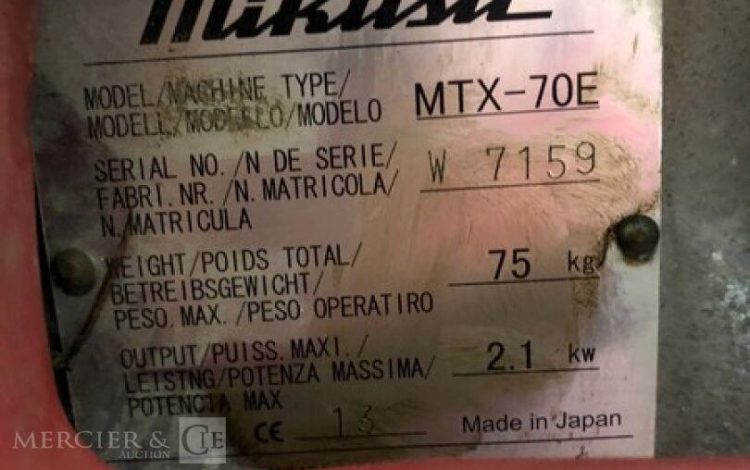 mikasa
MODEL/MACHINE TYPE/
MODELL/MODELLO/MODELO
MTX-70E
SERIAL NO./N DE SERIE/
FABRI.NR./N.MATRICOLA/
N.MATRICULA
W 7159
WEIGHT/POIDS TOTAL/
BETREIBSGEWICHT/
PESO.MAX./PESO OPERATIRO
75 kg
OUTPUT/PUISS.MAXI./
LEISTNG/POTENZA MASSIMA/
POTENCIA MAX
2.1 kw
CE 13 Made in Japan
MERCIER & CIE
AUCTION